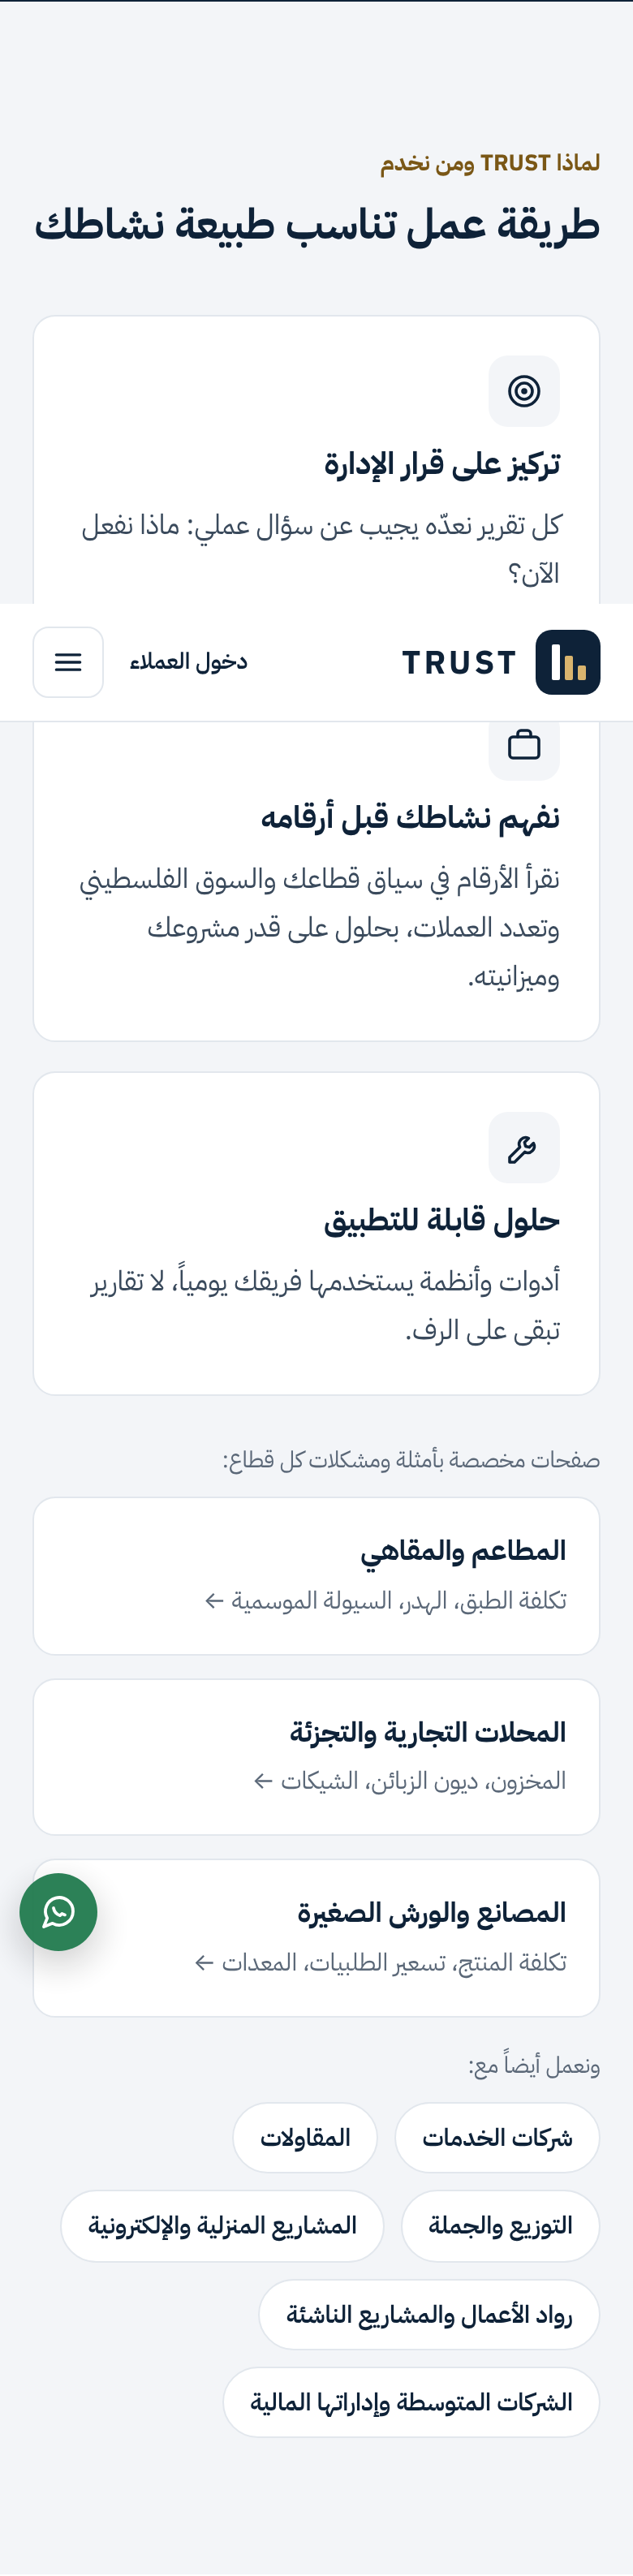 لماذا TRUST ومن نخدم
طريقة عمل تناسب طبيعة نشاطك
تركيز على قرار الإدارة
كل تقرير نعدّه يجيب عن سؤال عملي: ماذا نفعل
الآن؟
TRUST
دخول العملاء
نفهم نشاطك قبل أرقامه
نقرأ الأرقام في سياق قطاعك والسوق الفلسطيني
وتعدد العملات، بحلول على قدر مشروعك
وميزانيته.
حلول قابلة للتطبيق
أدوات وأنظمة يستخدمها فريقك يومياً، لا تقارير
تبقى على الرف.
صفحات مخصصة بأمثلة ومشكلات كل قطاع:
المطاعم والمقاهي
تكلفة الطبق، الهدر، السيولة الموسمية ←
المحلات التجارية والتجزئة
المخزون، ديون الزبائن، الشيكات ←
المصانع والورش الصغيرة
تكلفة المنتج، تسعير الطلبيات، المعدات ←
ونعمل أيضاً مع:
شركات الخدمات
المقاولات
التوزيع والجملة
المشاريع المنزلية والإلكترونية
رواد الأعمال والمشاريع الناشئة
الشركات المتوسطة وإداراتها المالية